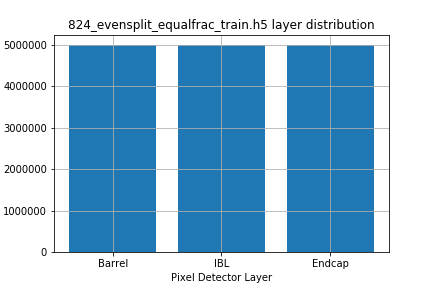 824_evensplit_equalfrac_train.h5 layer distribution
5000000
4000000
3000000
2000000
1000000
0
Barrel IBL Endcap
Pixel Detector Layer